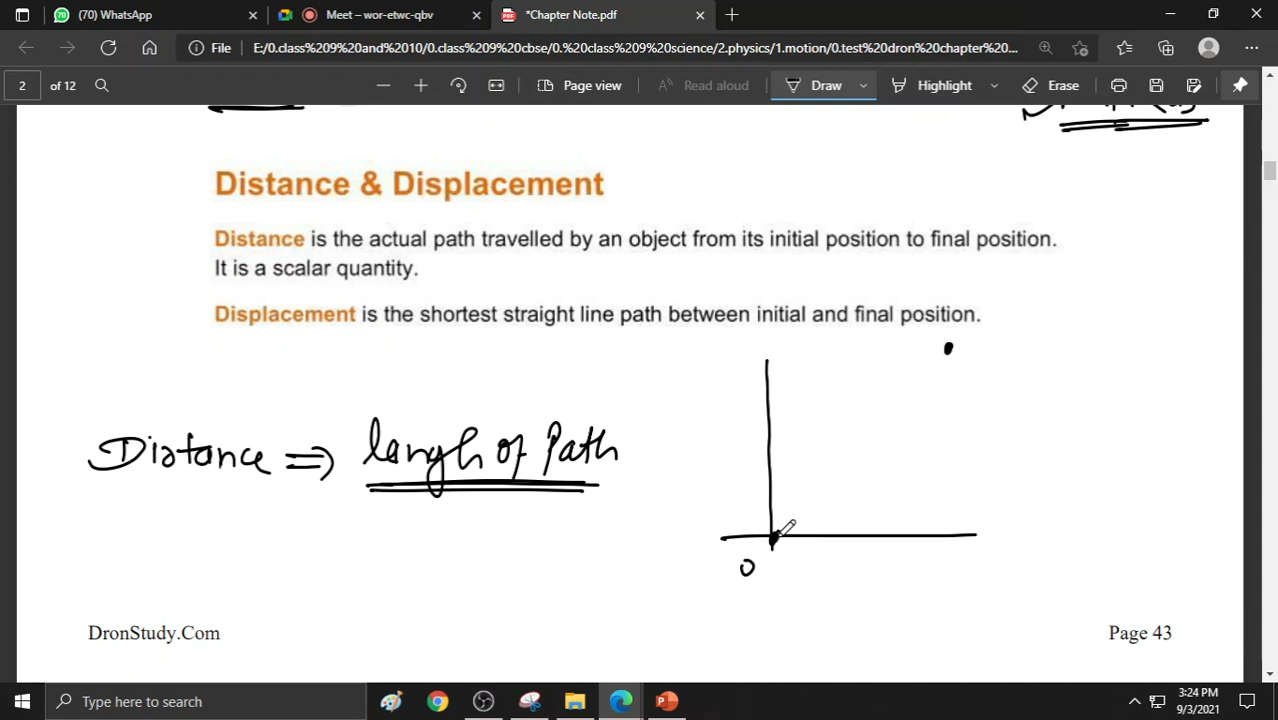 (70) WhatsApp
Meet – wor-etwc-qbv
*Chapter Note.pdf
File
E:/0.class%209%20and%2010/0.class%209%20cbse/0.%20class%209%20science/2.physics/1.motion/0.test%20dron%20chapter%20...
2 of 12
Page view
Read aloud
Draw
Highlight
Erase
Distance & Displacement
Distance is the actual path travelled by an object from its initial position to final position.
It is a scalar quantity.
Displacement is the shortest straight line path between initial and final position.
Distance ⇒ lengh of Path
0
DronStudy.Com
Page 43
Type here to search
3:24 PM
9/3/2021